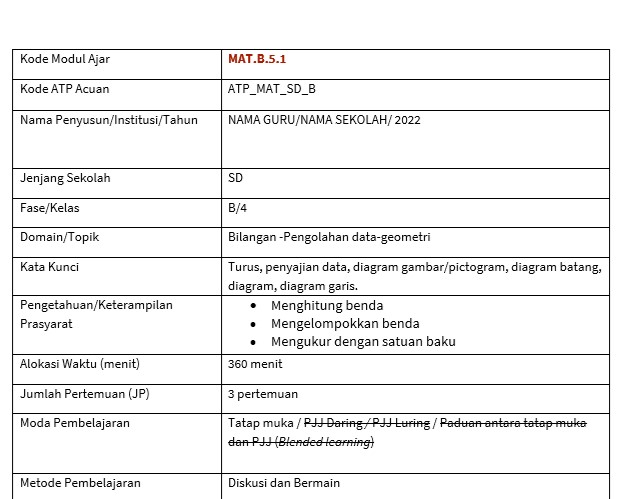 Kode Modul Ajar MAT.B.5.1
Kode ATP Acuan ATP_MAT_SD_B
Nama Penyusun/Institusi/Tahun NAMA GURU/NAMA SEKOLAH/ 2022
Jenjang Sekolah SD
Fase/Kelas B/4
Domain/Topik Bilangan -Pengolahan data-geometri
Kata Kunci Turus, penyajian data, diagram gambar/pictogram, diagram batang,
diagram, diagram garis.
Pengetahuan/Keterampilan • Menghitung benda
Prasyarat • Mengelompokkan benda
• Mengukur dengan satuan baku
Alokasi Waktu (menit) 360 menit
Jumlah Pertemuan (JP) 3 pertemuan
Moda Pembelajaran Tatap muka / PJJ Daring / PJJ Luring / Paduan antara tatap muka
dan PJJ (Blended learning)
Metode Pembelajaran Diskusi dan Bermain